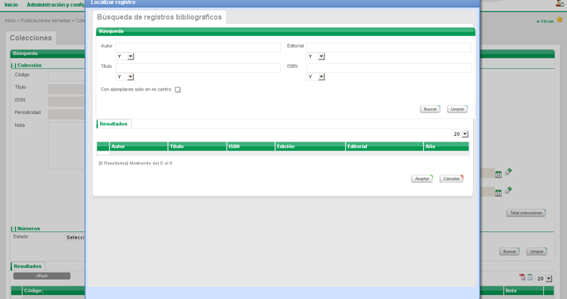 Localizar registro
Inicio Administración y config
Inicio > Publicaciones seriadas > Cole
Búsqueda de registros bibliográficos
Colecciones
Búsqueda
Búsqueda
[-] Colección
Autor
Editorial
Código
Y
Y
Título
Título
ISBN
ISSN
Y
Y
Periodicidad
Con ejemplares solo en mi centro
Nota
Buscar
Limpiar
Resultados
20
Autor Título ISBN Edición Editorial Año
[0 Resultados] Mostrando del 0 al 0
Aceptar
Cancelar
Total colecciones
[-] Números
Estado
Selecci
Buscar
Limpiar
Resultados
Añadir
20
Código
Nota